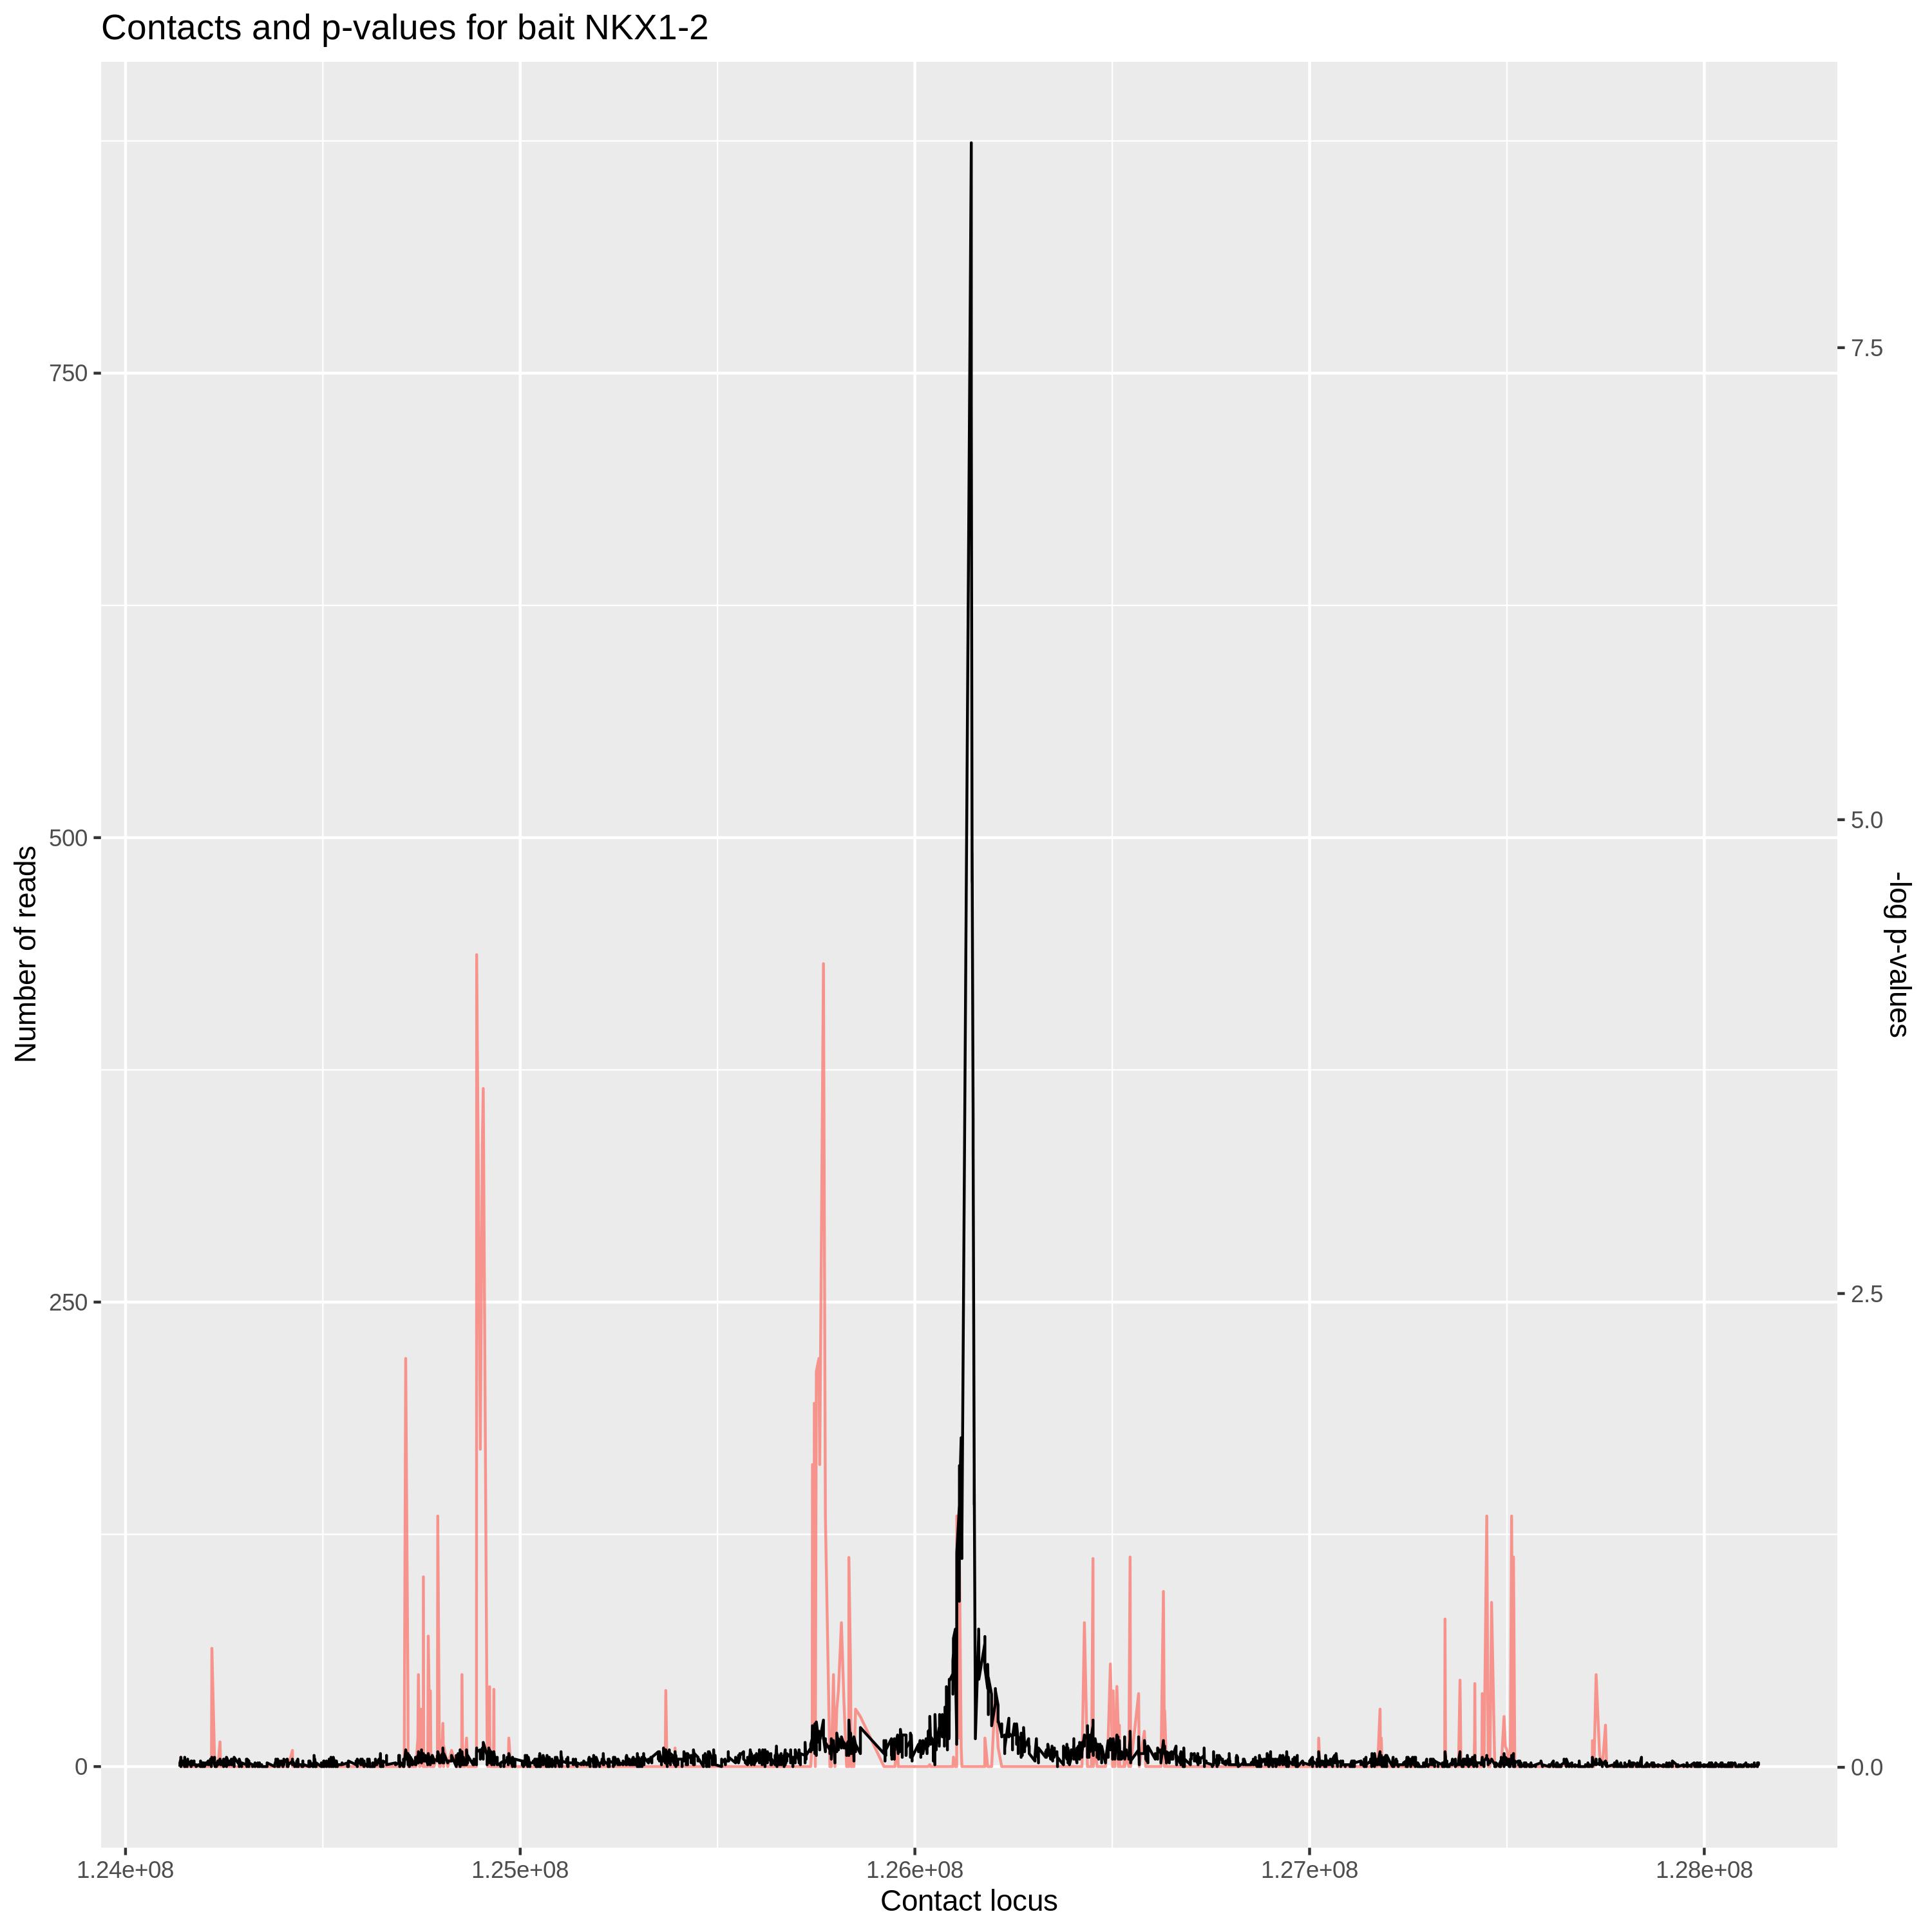 Contacts and p-values for bait NKX1-2
Number of reads
750
500
250
0
7.5
5.0
2.5
0.0
-log p-values
1.24e+08
1.25e+08
1.26e+08
1.27e+08
1.28e+08
Contact locus